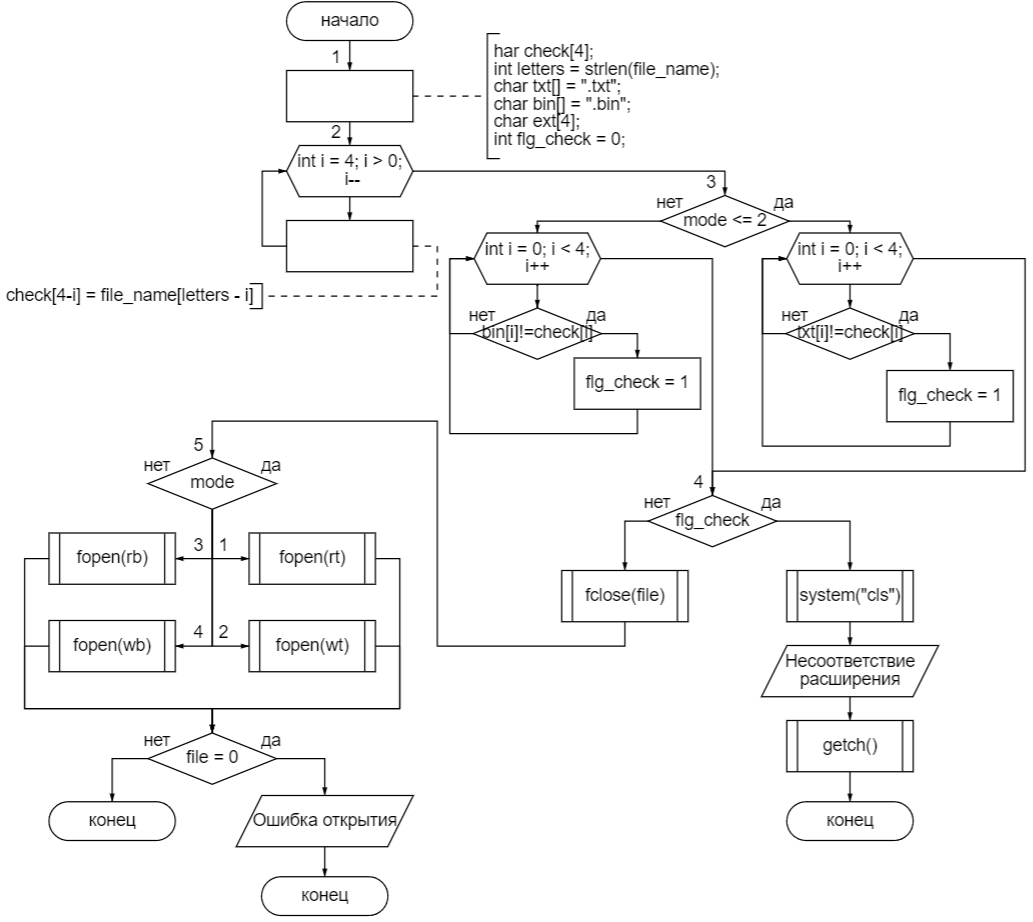 начало
1
har check[4];
int letters = strlen(file_name);
char txt[] = ".txt";
char bin[] = ".bin";
char ext[4];
int flg_check = 0;
2
int i = 4; i > 0;
i--
check[4-i] = file_name[letters - i]
3
нет
да
mode <= 2
int i = 0; i < 4;
i++
нет
да
bin[i]!=check[i]
flg_check = 1
int i = 0; i < 4;
i++
нет
да
txt[i]!=check[i]
flg_check = 1
4
нет
да
flg_check
fclose(file)
system("cls")
Несоответствие
расширения
getch()
конец
5
нет
да
mode
fopen(rb)
3
1
fopen(rt)
fopen(wb)
4
2
fopen(wt)
нет
да
file = 0
конец
Ошибка открытия
конец